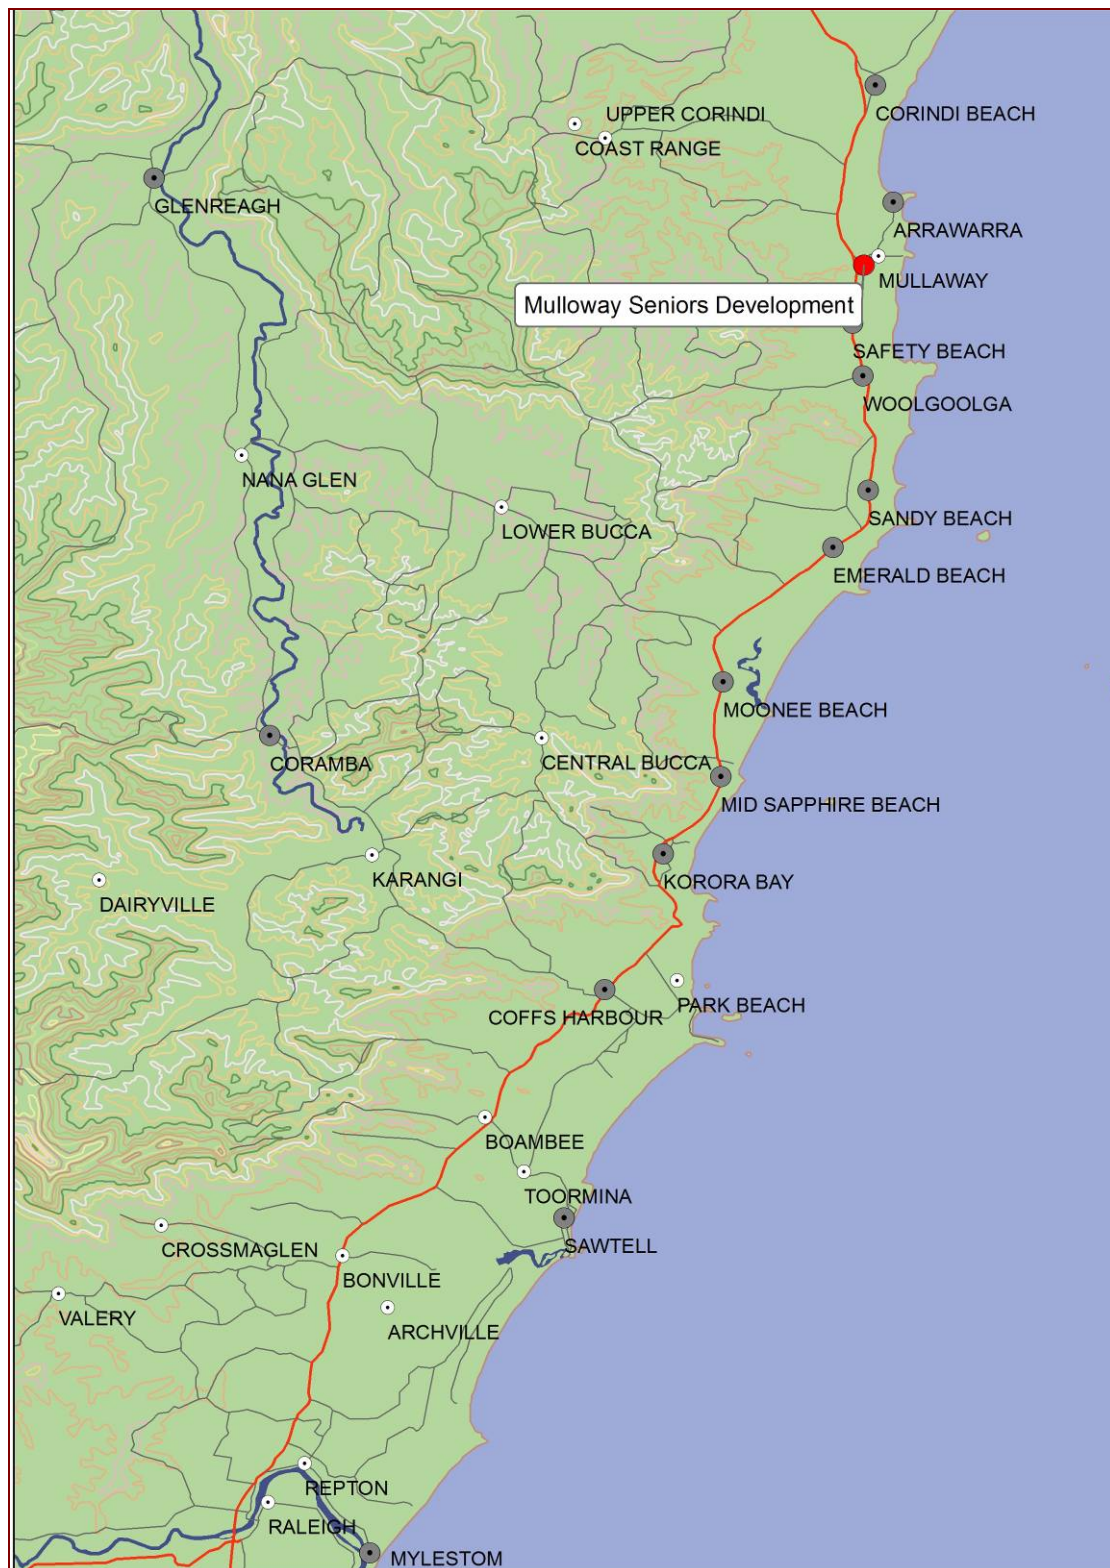 UPPER CORINDI
CORINDI BEACH
COAST RANGE
GLENREAGH
ARRAWARRA
MULLAWAY
Mulloway Seniors Development
SAFETY BEACH
WOOLGOOLGA
NANA GLEN
SANDY BEACH
LOWER BUCCA
EMERALD BEACH
MOONEE BEACH
CORAMBA
CENTRAL BUCCA
MID SAPPHIRE BEACH
KARANGI
KORORA BAY
DAIRYVILLE
PARK BEACH
COFFS HARBOUR
BOAMBEE
TOORMINA
SAWTELL
CROSSMAGLEN
BONVILLE
VALERY
ARCHVILLE
REPTON
RALEIGH
MYLESTOM